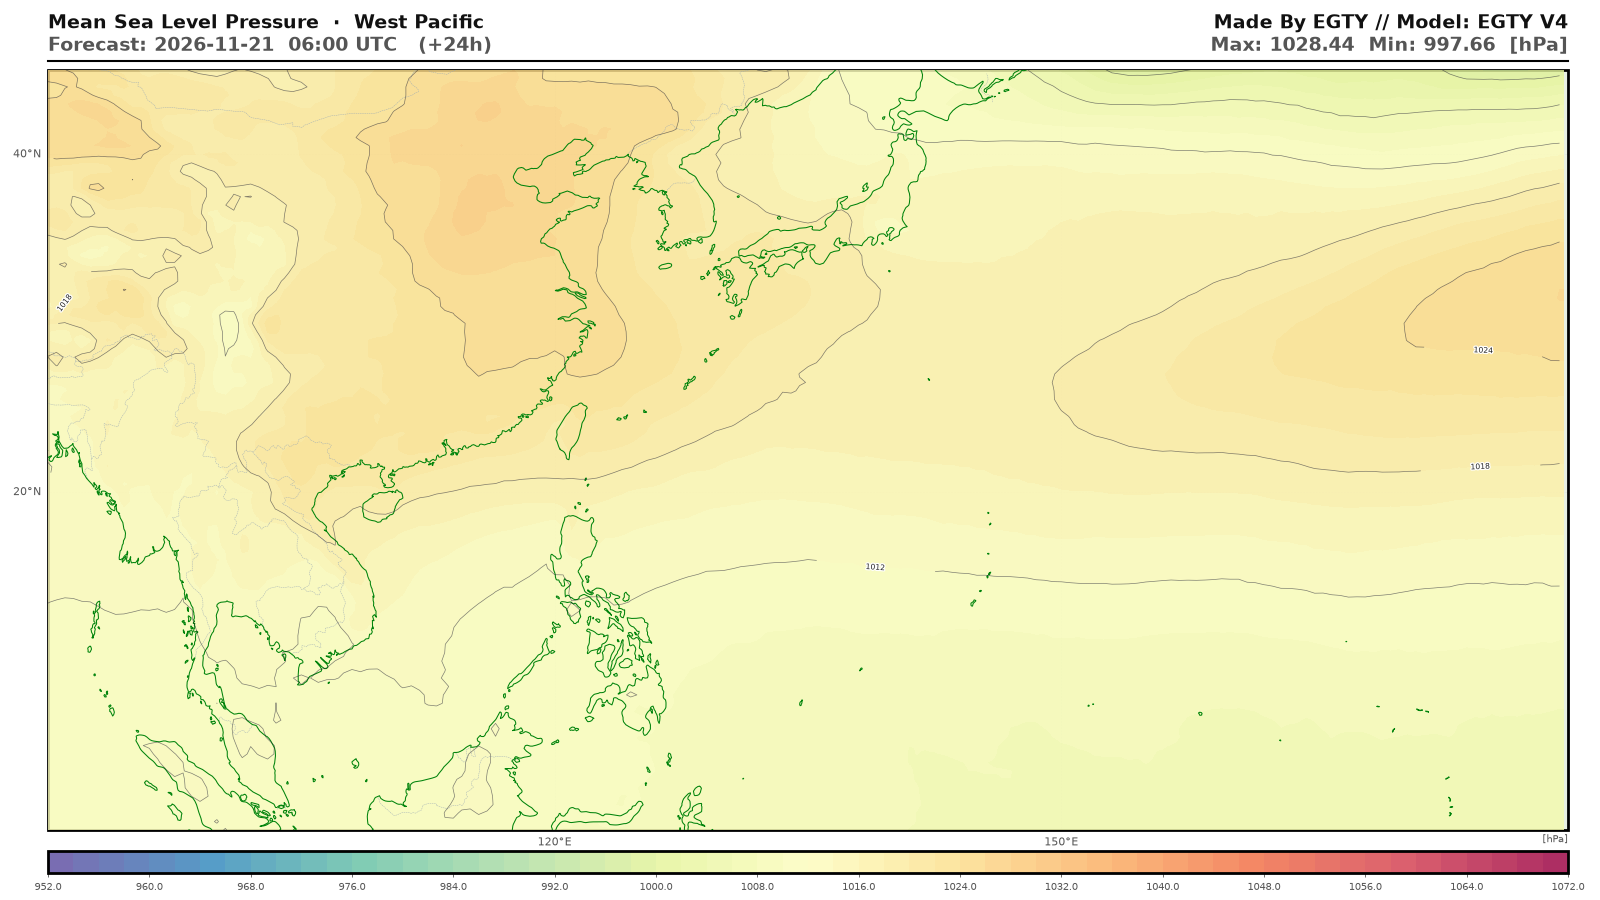 Mean Sea Level Pressure · West Pacific
Made By EGTY // Model: EGTY V4
Forecast: 2026-11-21 06:00 UTC (+24h)
Max: 1028.44 Min: 997.66 [hPa]
40°N
1018
1024
1018
20°N
1012
120°E
150°E
[hPa]
952.0 960.0 968.0 976.0 984.0 992.0 1000.0 1008.0 1016.0 1024.0 1032.0 1040.0 1048.0 1056.0 1064.0 1072.0